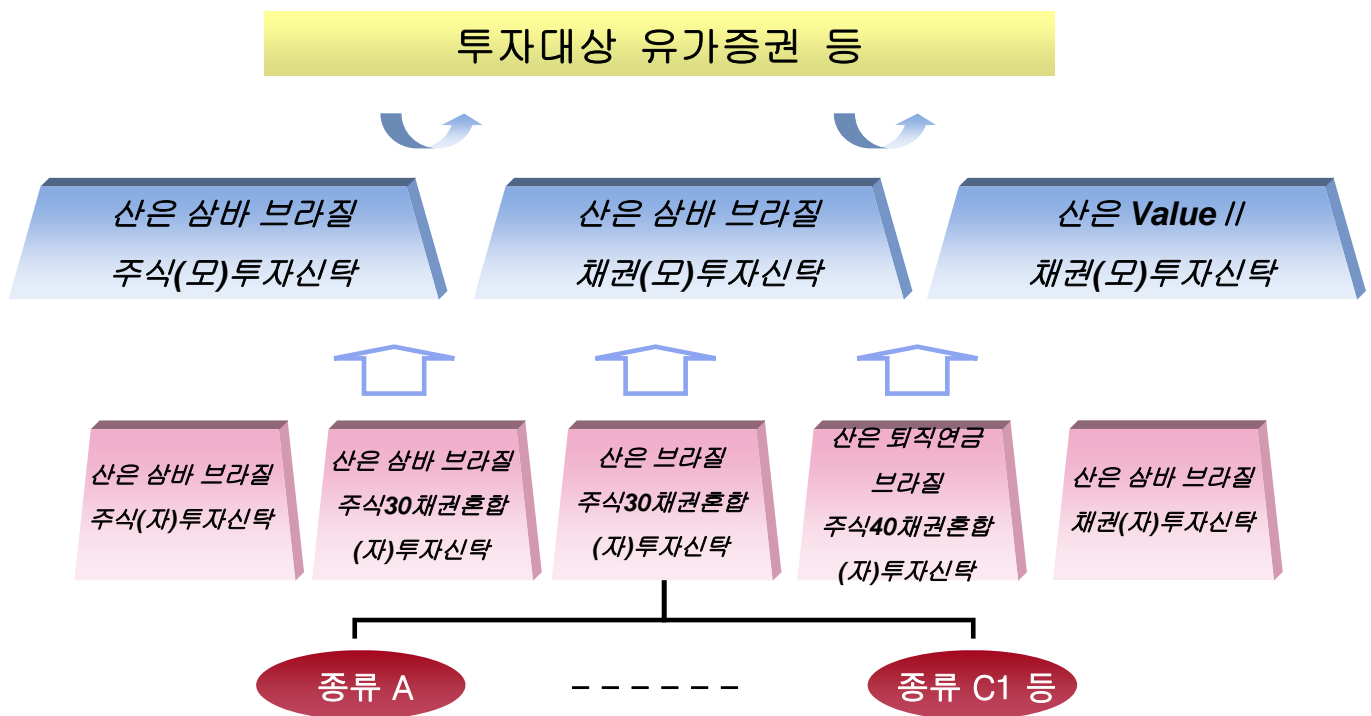 투자대상 유가증권 등
산은 삼바 브라질
주식(모)투자신탁
산은 삼바 브라질
채권(모)투자신탁
산은 Value //
채권(모)투자신탁
산은 삼바 브라질
주식(자)투자신탁
산은 삼바 브라질
주식30채권혼합
(자)투자신탁
산은 브라질
주식30채권혼합
(자)투자신탁
산은 퇴직연금
브라질
주식40채권혼합
(자)투자신탁
산은 삼바 브라질
채권(자)투자신탁
종류 A
종류 C1 등